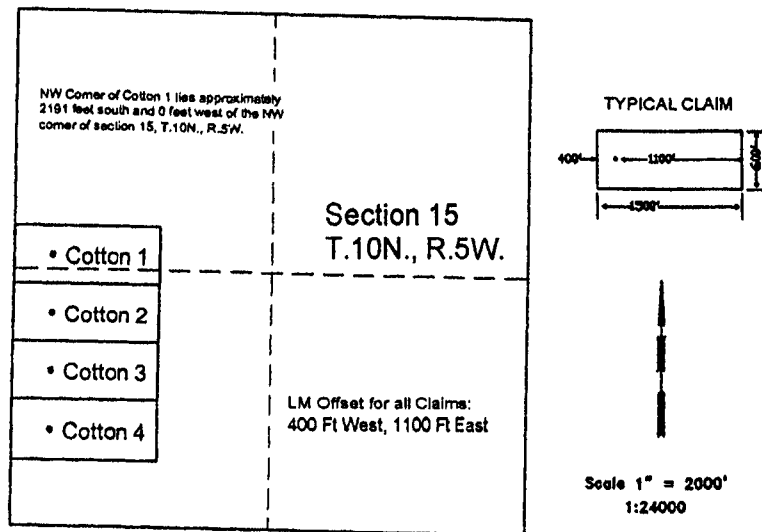 NW Corner of Cotton 1 lies approximately
2191 feet south and 0 feet west of the NW
corner of section 15, T.10N., R.5W.
TYPICAL CLAIM
400'
1100'
600'
1500'
Section 15
T.10N., R.5W.
• Cotton 1
• Cotton 2
• Cotton 3
• Cotton 4
LM Offset for all Claims:
400 Ft West, 1100 Ft East
Scale 1" = 2000'
1:24000